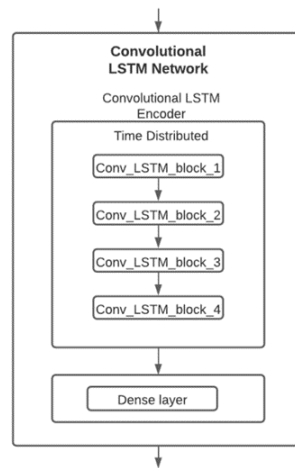 Convolutional
LSTM Network
Convolutional LSTM
Encoder
Time Distributed
Conv_LSTM_block_1
Conv_LSTM_block_2
Conv_LSTM_block_3
Conv_LSTM_block_4
Dense layer